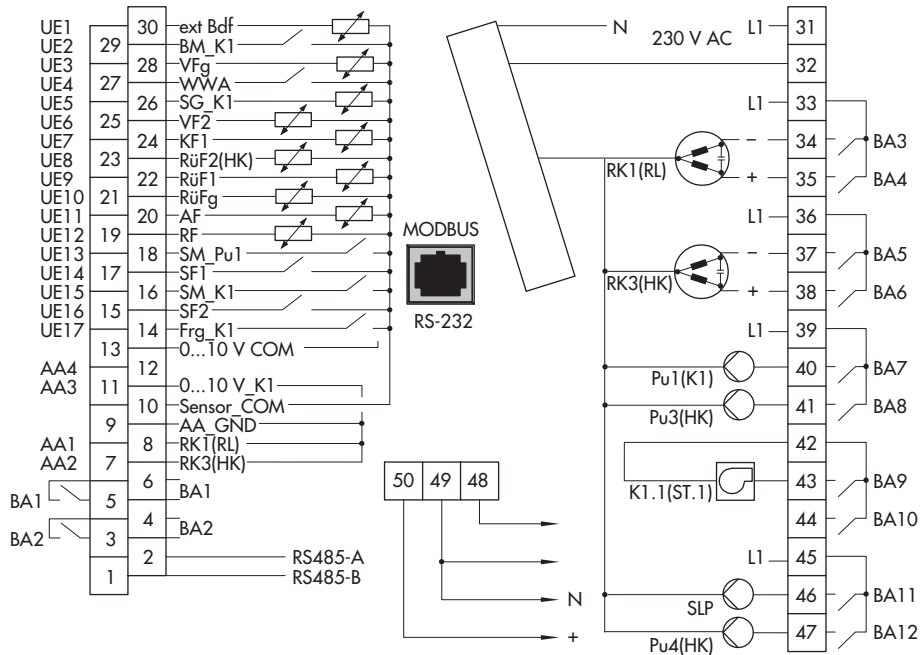 UE1 30 ext Bdf
UE2 29 BM_K1
UE3 28 VFg
UE4 27 WWA
UE5 26 SG_K1
UE6 25 VF2
UE7 24 KF1
UE8 23 RüF2(HK)
UE9 22 RüF1
UE10 21 RüFg
UE11 20 AF
UE12 19 RF
UE13 18 SM_Pu1
UE14 17 SF1
UE15 16 SM_K1
UE16 15 SF2
UE17 14 Frg_K1
13 0...10 V COM
AA4 12
AA3 11 0...10 V_K1
10 Sensor_COM
9 AA_GND
AA1 8 RK1(RL)
AA2 7 RK3(HK)
6 BA1
BA1 5
4 BA2
BA2 3
2 RS485-A
1 RS485-B
MODBUS
RS-232
50 49 48
N
+
N 230 V AC L1 31
32
L1 33
– 34 BA3
RK1(RL)
+ 35 BA4
L1 36
– 37 BA5
RK3(HK)
+ 38 BA6
L1 39
Pu1(K1) 40 BA7
Pu3(HK) 41 BA8
42
K1.1(ST.1) 43 BA9
44 BA10
L1 45
SLP 46 BA11
Pu4(HK) 47 BA12